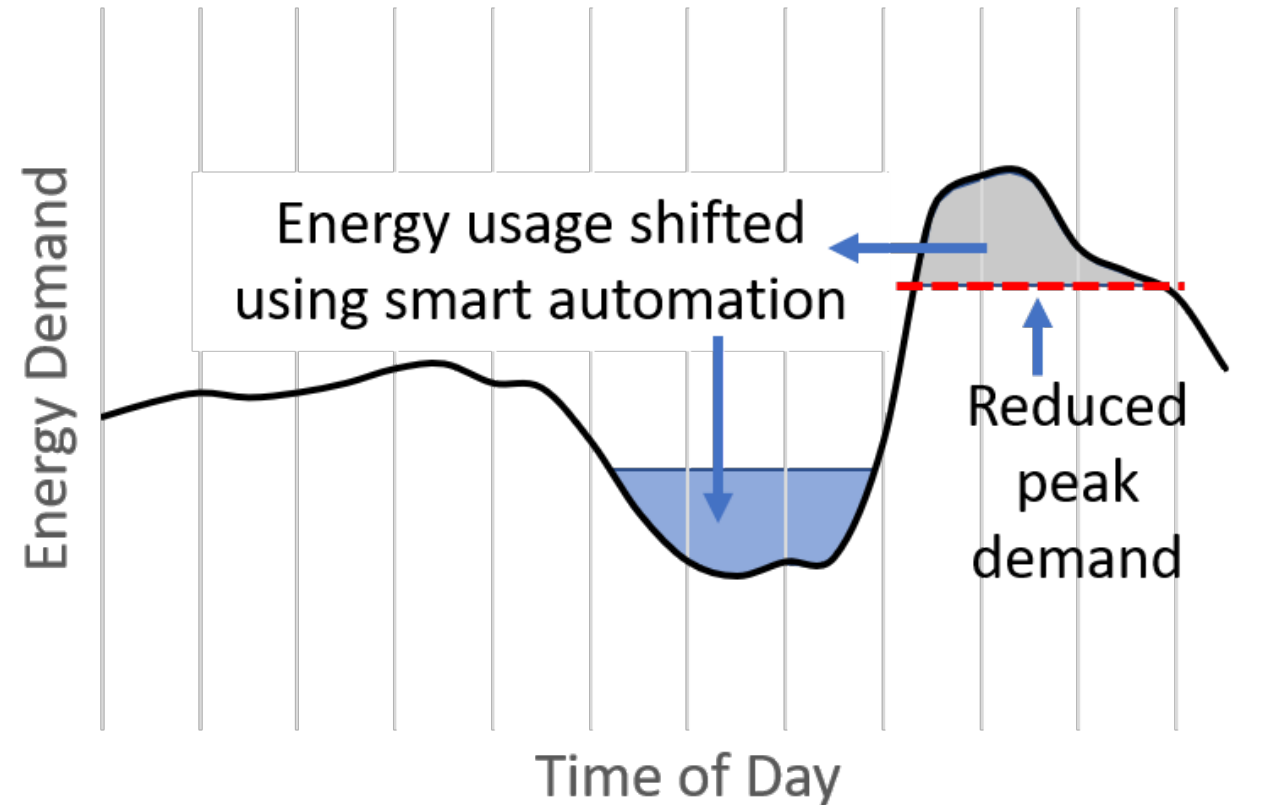 Energy Demand
Energy usage shifted
using smart automation
Reduced
peak
demand
Time of Day